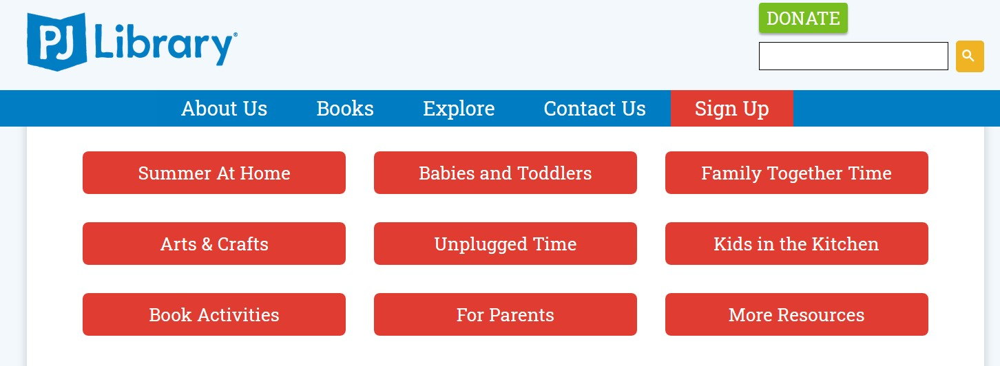 PJ Library®
DONATE
About Us Books Explore Contact Us Sign Up
Summer At Home Babies and Toddlers Family Together Time
Arts & Crafts Unplugged Time Kids in the Kitchen
Book Activities For Parents More Resources